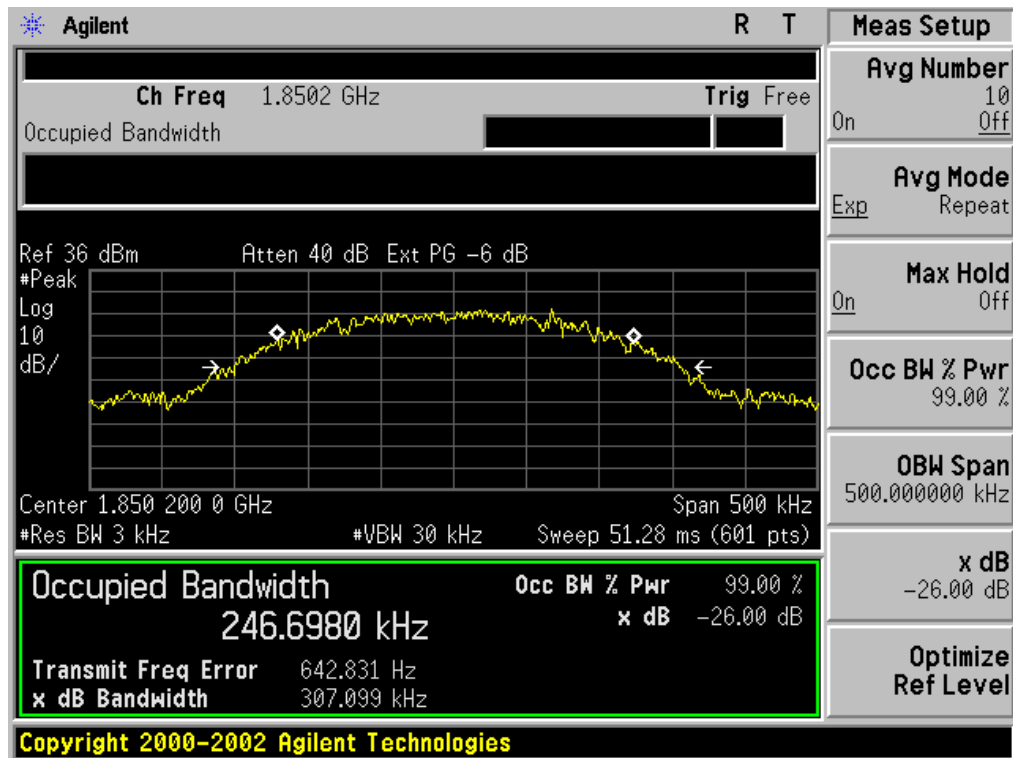 Agilent R T
Ch Freq 1.8502 GHz Trig Free
Occupied Bandwidth
Ref 36 dBm Atten 40 dB Ext PG -6 dB
#Peak
Log
10
dB/
Center 1.850 200 0 GHz Span 500 kHz
#Res BW 3 kHz #VBW 30 kHz Sweep 51.28 ms (601 pts)
Occupied Bandwidth Occ BW % Pwr 99.00 %
246.6980 kHz x dB -26.00 dB
Transmit Freq Error 642.831 Hz
x dB Bandwidth 307.099 kHz
Copyright 2000-2002 Agilent Technologies
Meas Setup
Avg Number
10
On Off
Avg Mode
Exp Repeat
Max Hold
On Off
Occ BW % Pwr
99.00 %
OBW Span
500.000000 kHz
x dB
-26.00 dB
Optimize
Ref Level